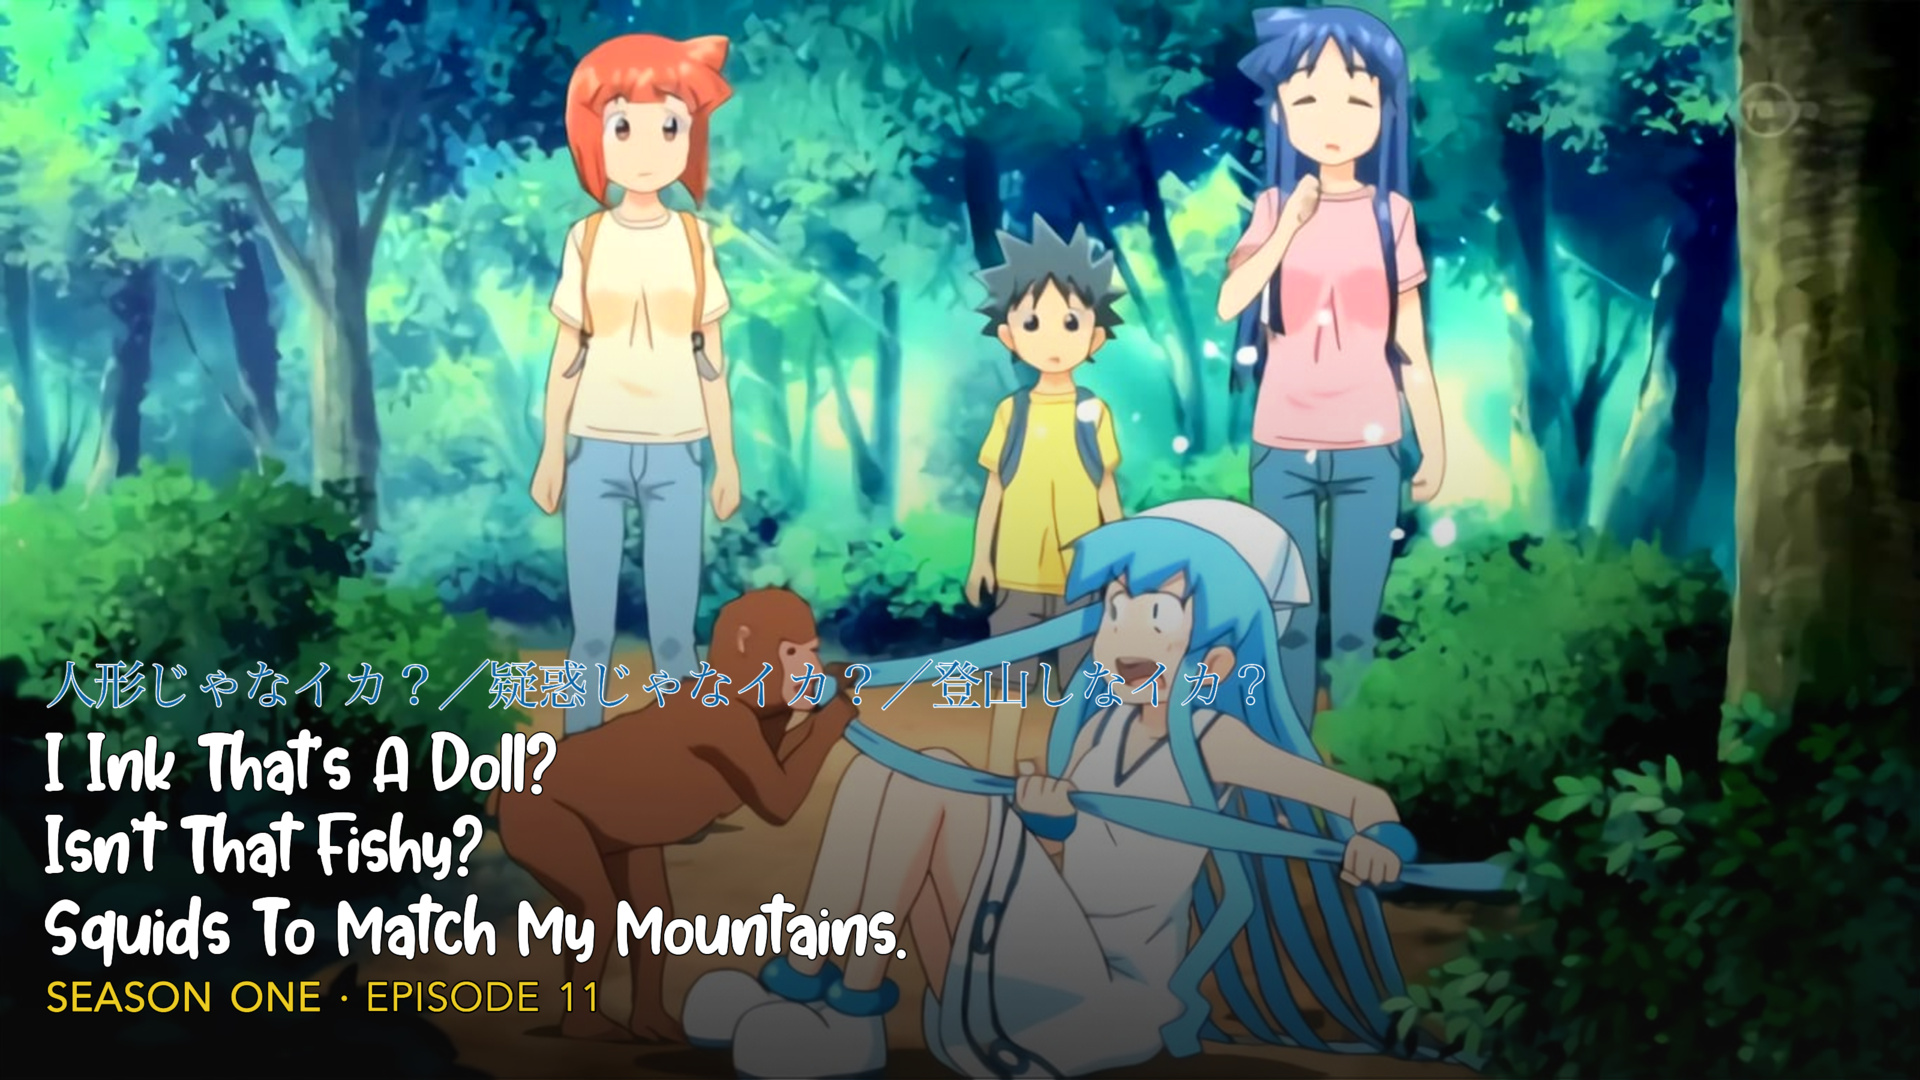 人形じゃなイカ？／疑惑じゃなイカ？／登山しなイカ？
I Ink That's A Doll?
Isn't That Fishy?
Squids To Match My Mountains.
SEASON ONE · EPISODE 11